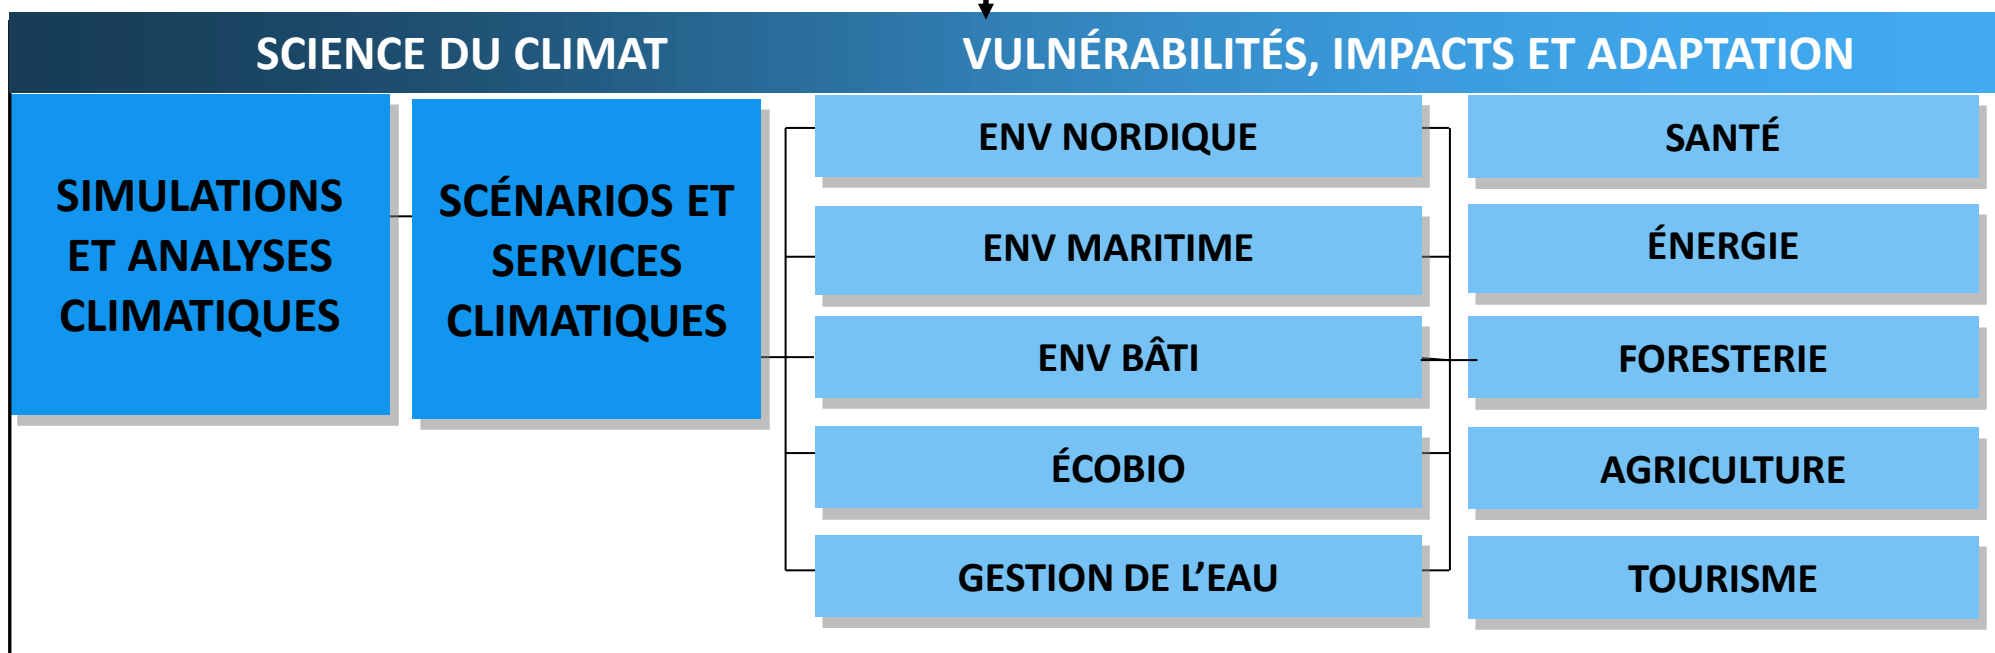 SCIENCE DU CLIMAT
VULNÉRABILITÉS, IMPACTS ET ADAPTATION
SIMULATIONS
ET ANALYSES
CLIMATIQUES
SCÉNARIOS ET
SERVICES
CLIMATIQUES
ENV NORDIQUE
ENV MARITIME
ENV BÂTI
ÉCOBIO
GESTION DE L’EAU
SANTÉ
ÉNERGIE
FORESTERIE
AGRICULTURE
TOURISME